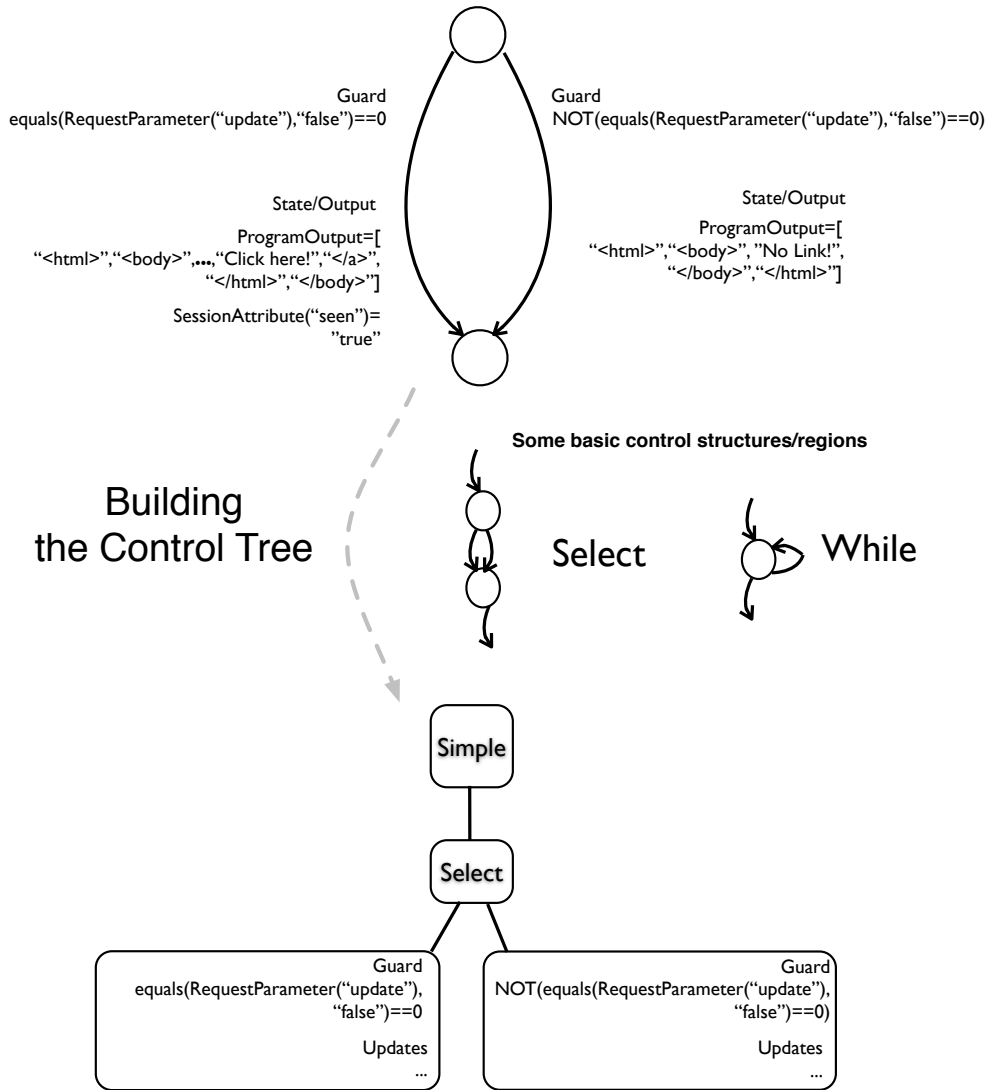 Guard
equals(RequestParameter(“update”),“false”)==0
Guard
NOT(equals(RequestParameter(“update”),“false”)==0)
State/Output
ProgramOutput=[
“<html>”,“<body>”,...,“Click here!”,“</a>”,
“</html>”,“</body>”]
SessionAttribute(“seen”)=
”true”
State/Output
ProgramOutput=[
“<html>”,“<body>”, ”No Link!”,
“</body>”,“</html>”]
Some basic control structures/regions
Building
the Control Tree
Select
While
Simple
Select
Guard
equals(RequestParameter(“update”),
“false”)==0
Updates
...
Guard
NOT(equals(RequestParameter(“update”),
“false”)==0)
Updates
...